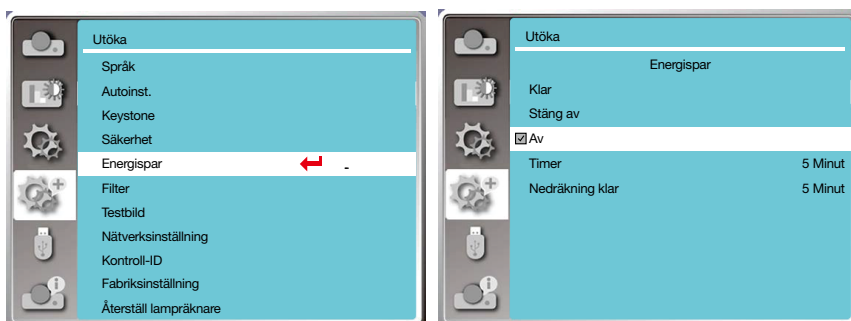 Utöka
Språk
Autoinst.
Keystone
Säkerhet
Energispar
Filter
Testbild
Nätverksinställning
Kontroll-ID
Fabriksinställning
Återställ lampräknare
Utöka
Energispar
Klar
Stäng av
Av
Timer 5 Minut
Nedräkning klar 5 Minut